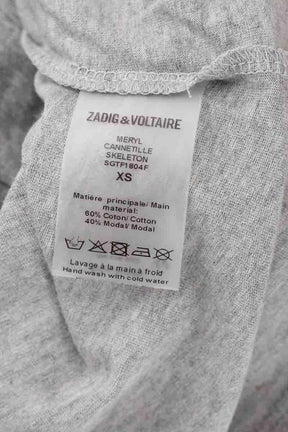 ZADIG & VOLTAIRE
MERYL
CANNETILLE
SKELETON
SGTP1804F
XS
Matière principale/ Main
material:
60% Coton/ Cotton
40% Modal/ Modal
Lavage à la main à froid
Hand wash with cold water